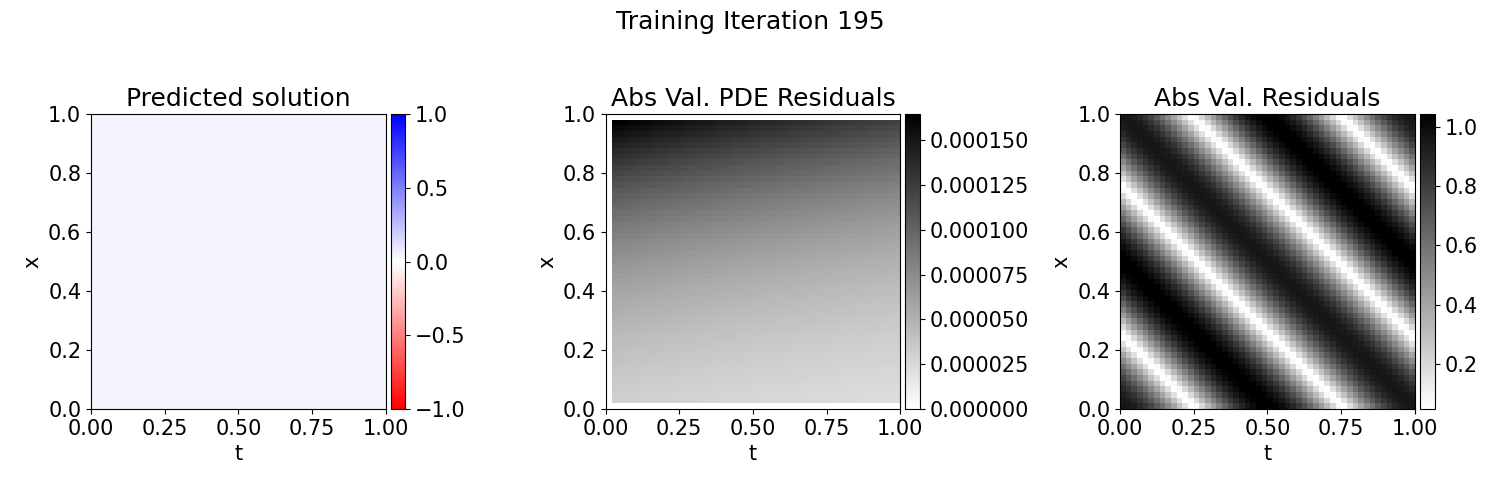 Training Iteration 195
Predicted solution
1.0
0.8
0.6
0.4
0.2
0.0
x
0.00 0.25 0.50 0.75 1.00
t
1.0
0.5
0.0
−0.5
−1.0
Abs Val. PDE Residuals
1.0
0.8
0.6
0.4
0.2
0.0
x
0.00 0.25 0.50 0.75 1.00
t
0.000150
0.000125
0.000100
0.000075
0.000050
0.000025
0.000000
Abs Val. Residuals
1.0
0.8
0.6
0.4
0.2
0.0
x
0.00 0.25 0.50 0.75 1.00
t
1.0
0.8
0.6
0.4
0.2